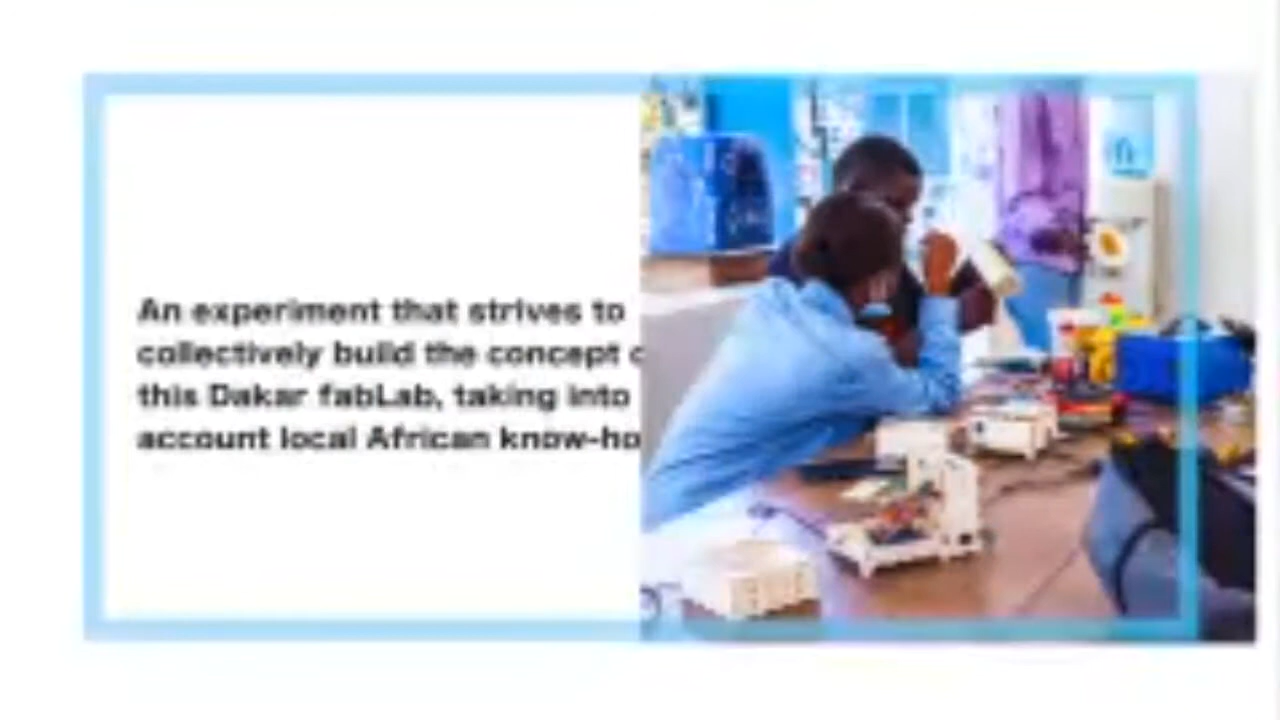 An experiment that strives to
collectively build the concept
this Dakar fabLab, taking into
account local African know-ho